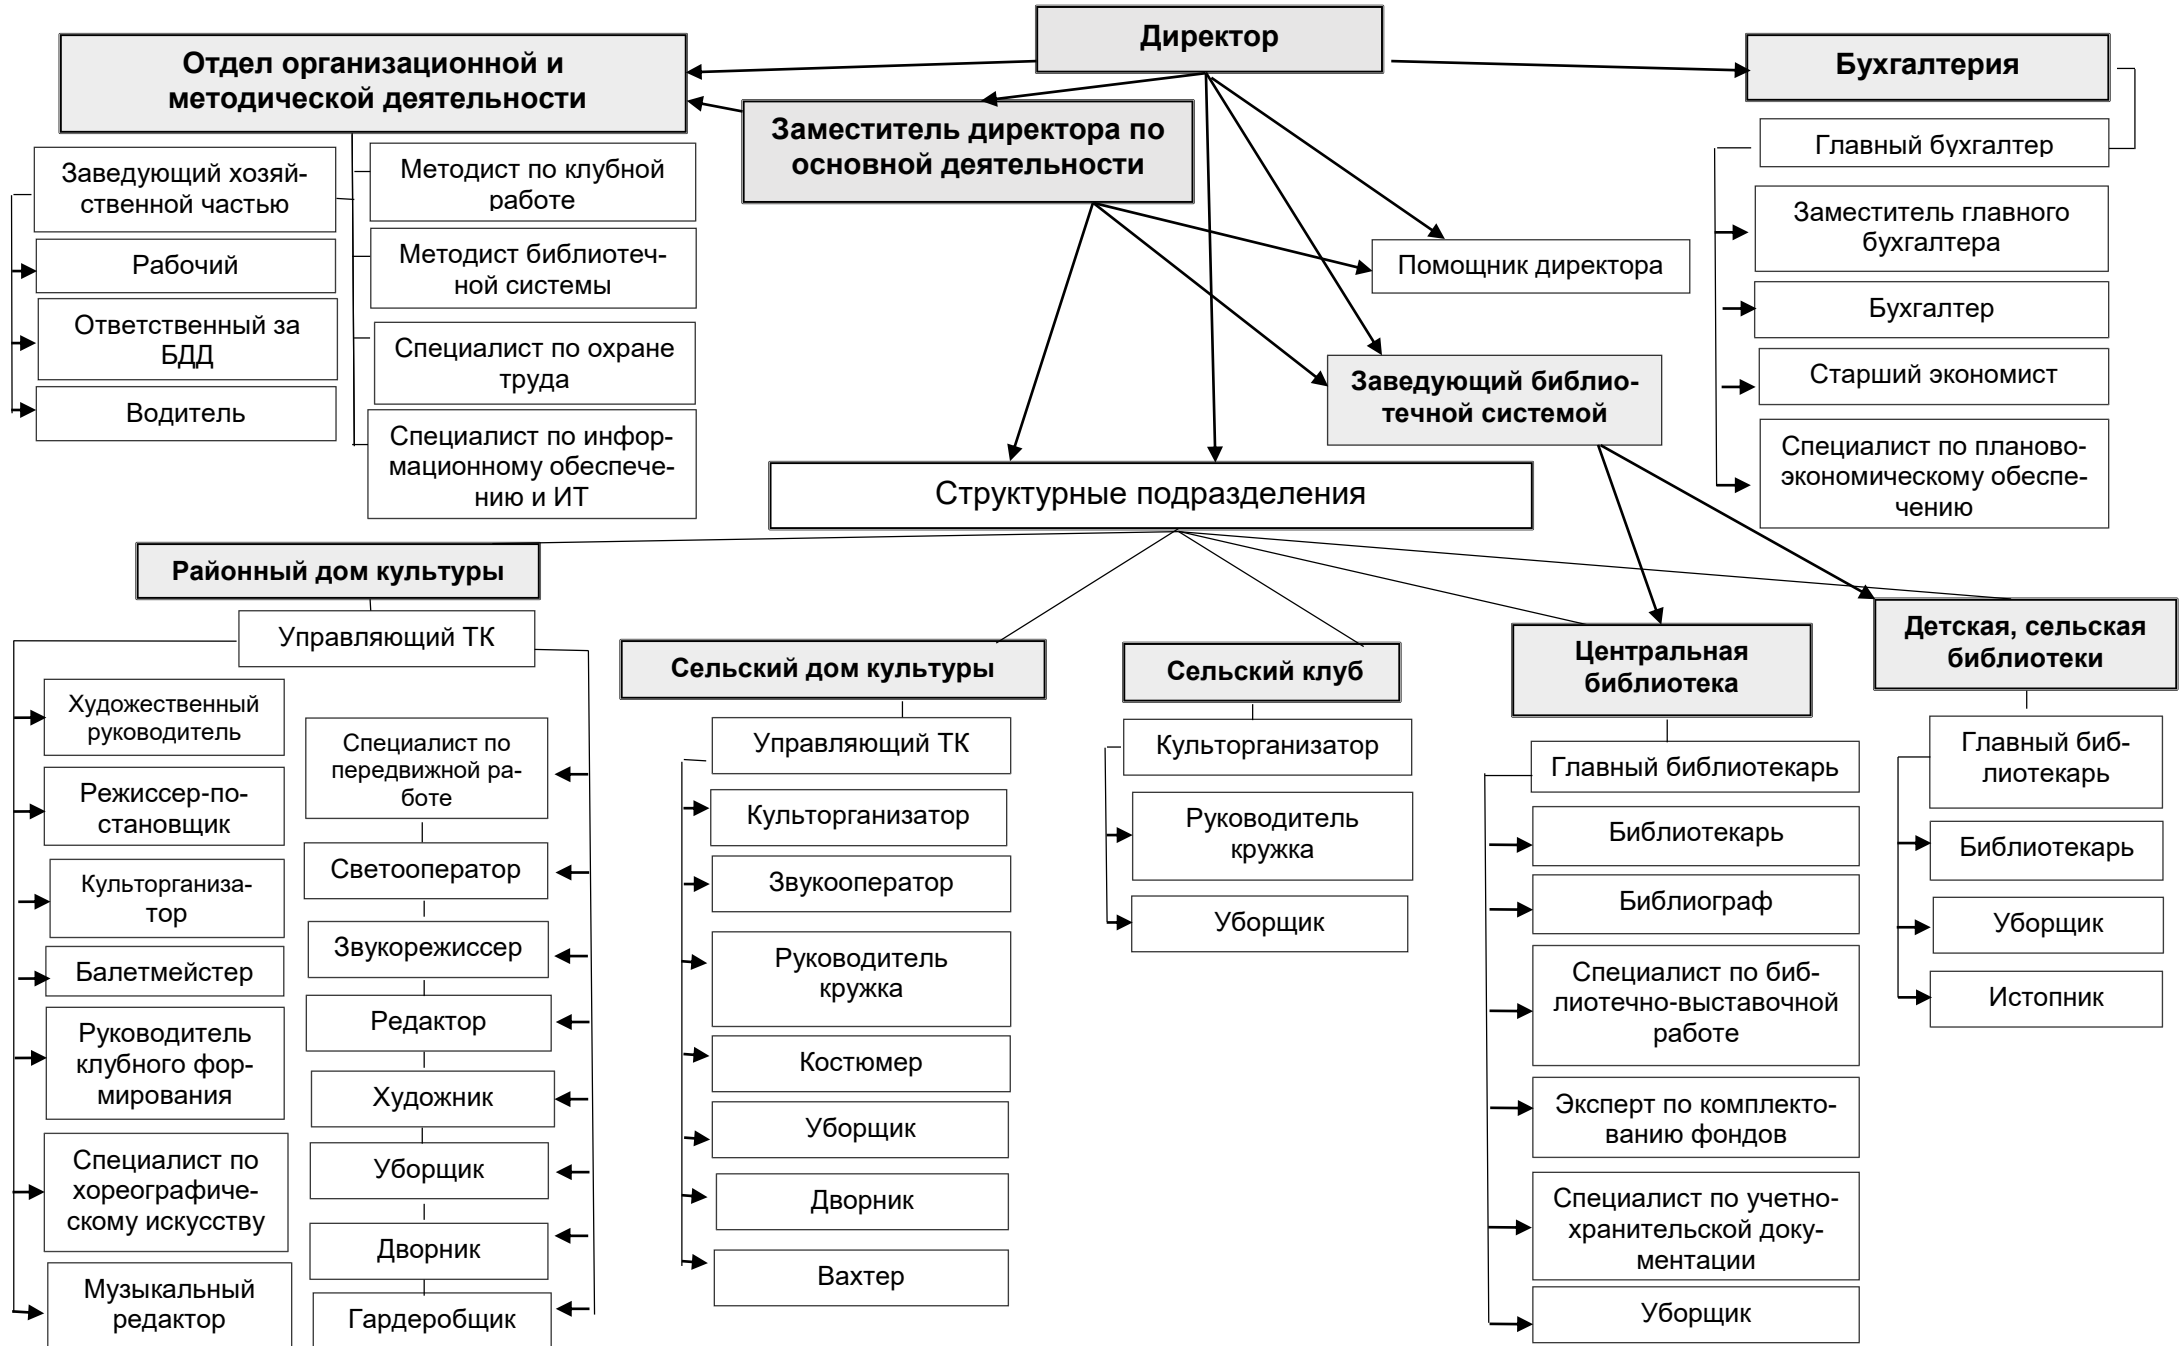 Директор
Отдел организационной и
методической деятельности
Бухгалтерия
Заместитель директора по
основной деятельности
Заведующий хозяй-
ственной частью
Рабочий
Ответственный за
БДД
Водитель
Методист по клубной
работе
Методист библиотеч-
ной системы
Специалист по охране
труда
Специалист по инфор-
мационному обеспече-
нию и ИТ
Помощник директора
Заведующий библио-
течной системой
Главный бухгалтер
Заместитель главного
бухгалтера
Бухгалтер
Старший экономист
Специалист по планово-
экономическому обеспе-
чению
Структурные подразделения
Районный дом культуры
Управляющий ТК
Художественный
руководитель
Режиссер-по-
становщик
Культорганиза-
тор
Балетмейстер
Руководитель
клубного фор-
мирования
Специалист по
хореографиче-
скому искусству
Музыкальный
редактор
Специалист по
передвижной ра-
боте
Светооператор
Звукорежиссер
Редактор
Художник
Уборщик
Дворник
Гардеробщик
Сельский дом культуры
Управляющий ТК
Культорганизатор
Звукооператор
Руководитель
кружка
Костюмер
Уборщик
Дворник
Вахтер
Сельский клуб
Культорганизатор
Руководитель
кружка
Уборщик
Центральная
библиотека
Главный библиотекарь
Библиотекарь
Библиограф
Специалист по биб-
лиотечно-выставочной
работе
Эксперт по комплекто-
ванию фондов
Специалист по учетно-
хранительской доку-
ментации
Уборщик
Детская, сельская
библиотеки
Главный биб-
лиотекарь
Библиотекарь
Уборщик
Истопник